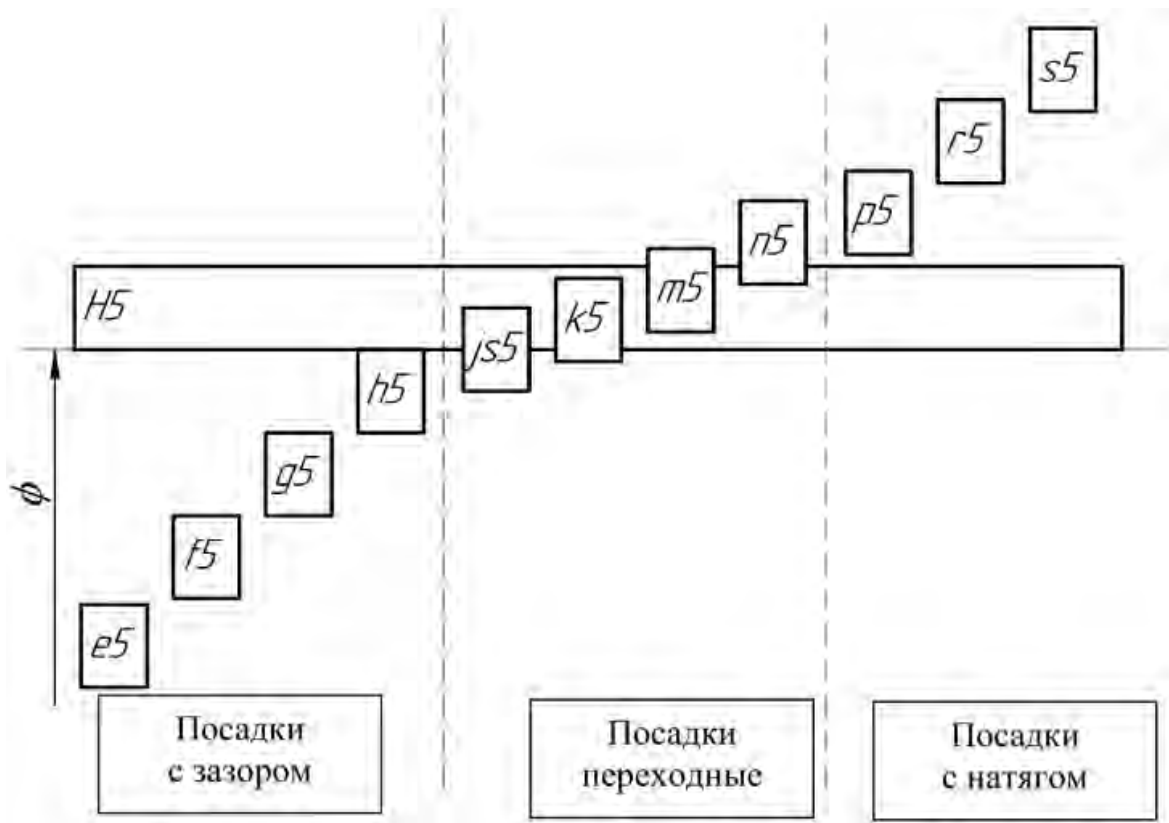 s5
r5
p5
n5
m5
k5
H5
js5
h5
g5
ф
f5
e5
Посадки
с зазором
Посадки
переходные
Посадки
с натягом